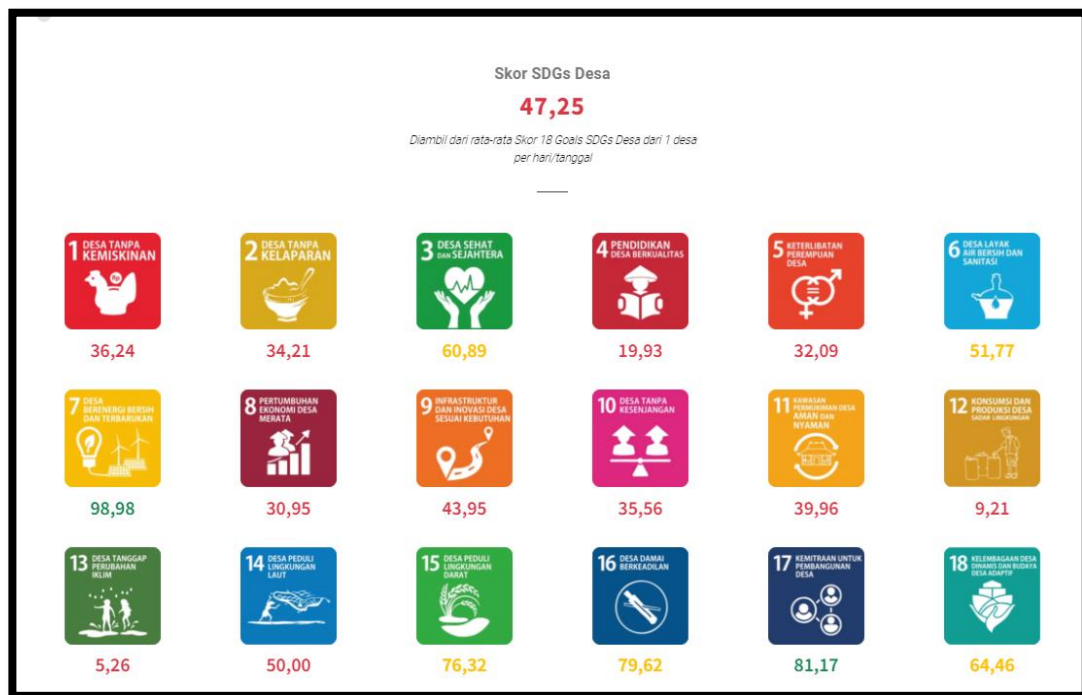 Skor SDGs Desa
47,25
Diambil dari rata-rata Skor 18 Goals SDGs Desa dari 1 desa
per hari/tanggal
1 DESA TANPA
KEMISKINAN
Rp
36,24
2 DESA TANPA
KELAPARAN
34,21
3 DESA SEHAT
DAN SEJAHTERA
60,89
4 PENDIDIKAN
DESA BERKUALITAS
19,93
5 KETERLIBATAN
PEREMPUAN
DESA
32,09
6 DESA LAYAK
AIR BERSIH DAN
SANITASI
51,77
7 DESA
BERENERGI BERSIH
DAN TERBARUKAN
98,98
8 PERTUMBUHAN
EKONOMI DESA
MERATA
30,95
9 INFRASTRUKTUR
DAN INOVASI DESA
SESUAI KEBUTUHAN
43,95
10 DESA TANPA
KESENJANGAN
35,56
11 KAWASAN
PERMUKIMAN DESA
AMAN DAN
NYAMAN
39,96
12 KONSUMSI DAN
PRODUKSI DESA
SADAR LINGKUNGAN
9,21
13 DESA TANGGAP
PERUBAHAN
IKLIM
5,26
14 DESA PEDULI
LINGKUNGAN
LAUT
50,00
15 DESA PEDULI
LINGKUNGAN
DARAT
76,32
16 DESA DAMAI
BERKEADILAN
79,62
17 KEMITRAAN UNTUK
PEMBANGUNAN
DESA
81,17
18 KELEMBAGAAN DESA
DINAMIS DAN BUDAYA
DESA ADAPTIF
64,46